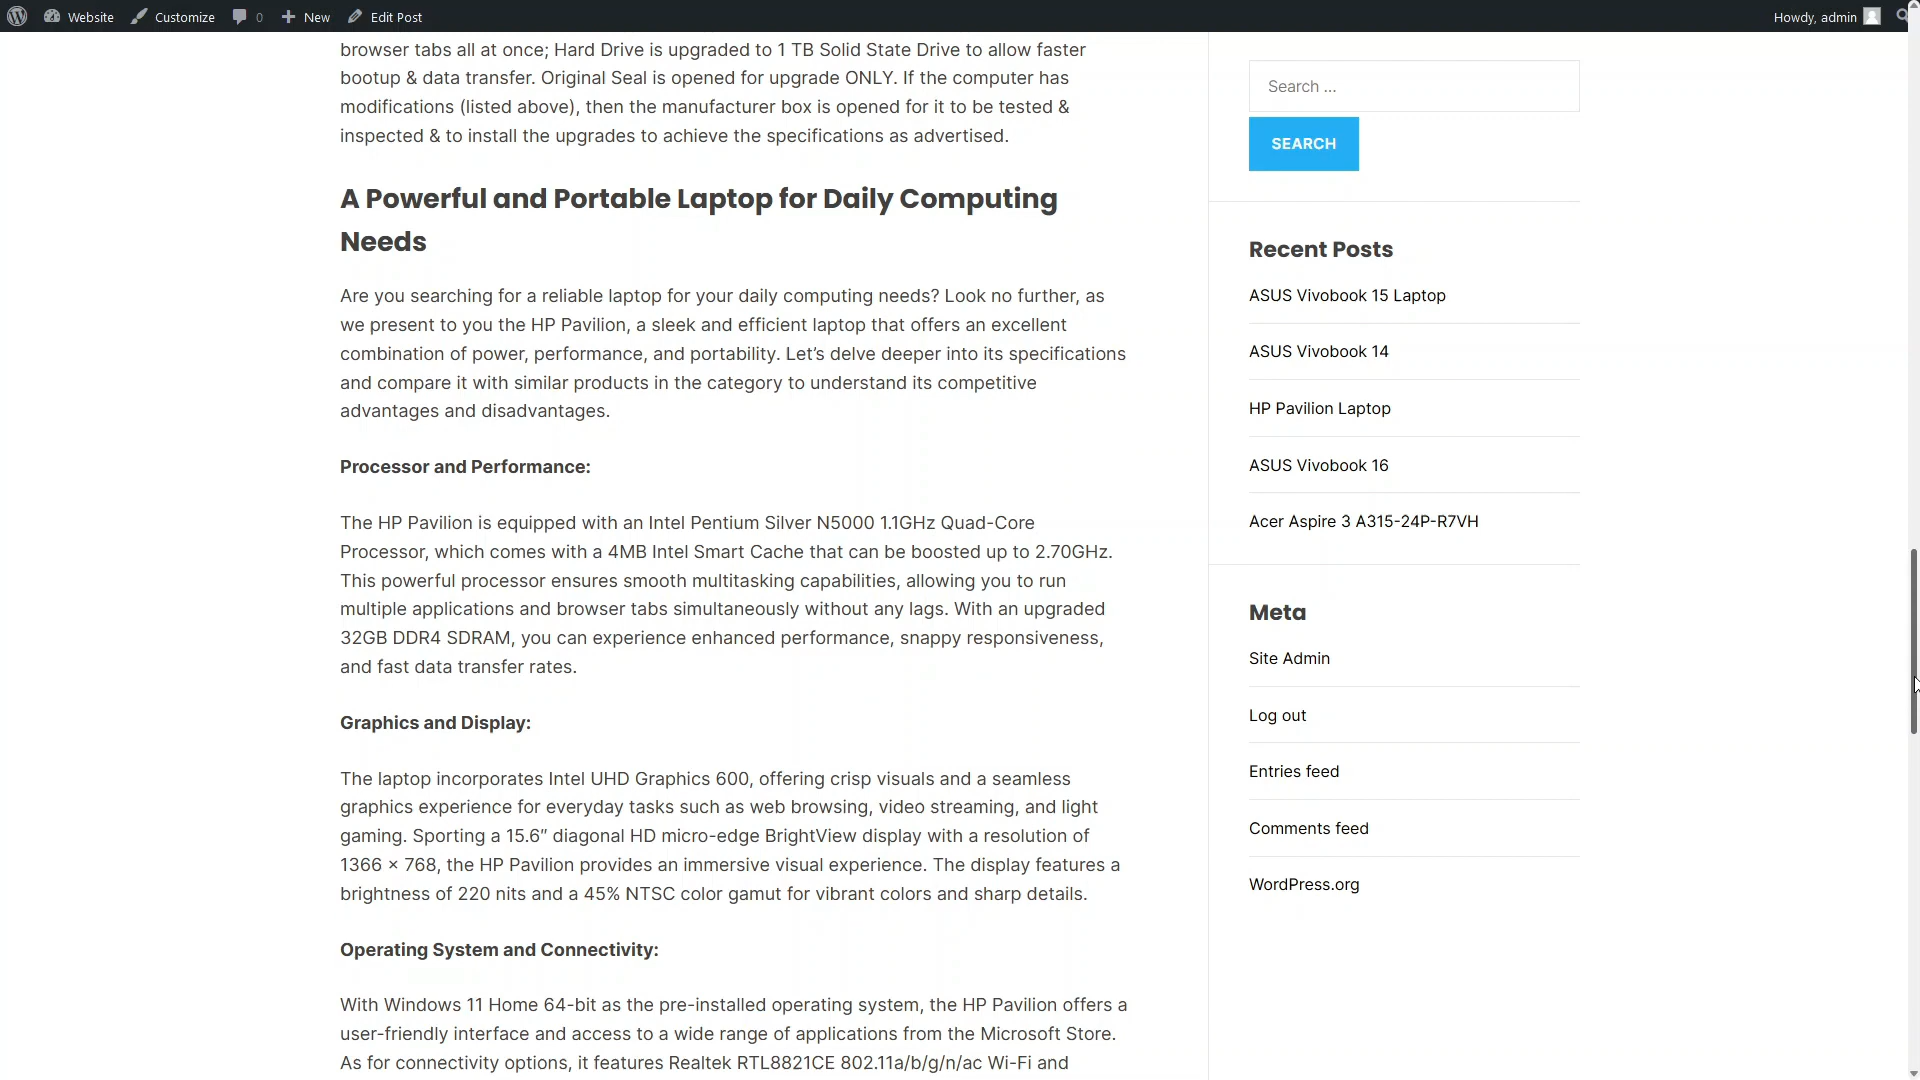 Website Customize 0 New Edit Post Howdy, admin
browser tabs all at once; Hard Drive is upgraded to 1 TB Solid State Drive to allow faster
bootup & data transfer. Original Seal is opened for upgrade ONLY. If the computer has
modifications (listed above), then the manufacturer box is opened for it to be tested &
inspected & to install the upgrades to achieve the specifications as advertised.
A Powerful and Portable Laptop for Daily Computing
Needs
Are you searching for a reliable laptop for your daily computing needs? Look no further, as
we present to you the HP Pavilion, a sleek and efficient laptop that offers an excellent
combination of power, performance, and portability. Let’s delve deeper into its specifications
and compare it with similar products in the category to understand its competitive
advantages and disadvantages.
Processor and Performance:
The HP Pavilion is equipped with an Intel Pentium Silver N5000 1.1GHz Quad-Core
Processor, which comes with a 4MB Intel Smart Cache that can be boosted up to 2.70GHz.
This powerful processor ensures smooth multitasking capabilities, allowing you to run
multiple applications and browser tabs simultaneously without any lags. With an upgraded
32GB DDR4 SDRAM, you can experience enhanced performance, snappy responsiveness,
and fast data transfer rates.
Graphics and Display:
The laptop incorporates Intel UHD Graphics 600, offering crisp visuals and a seamless
graphics experience for everyday tasks such as web browsing, video streaming, and light
gaming. Sporting a 15.6″ diagonal HD micro-edge BrightView display with a resolution of
1366 × 768, the HP Pavilion provides an immersive visual experience. The display features a
brightness of 220 nits and a 45% NTSC color gamut for vibrant colors and sharp details.
Operating System and Connectivity:
With Windows 11 Home 64-bit as the pre-installed operating system, the HP Pavilion offers a
user-friendly interface and access to a wide range of applications from the Microsoft Store.
As for connectivity options, it features Realtek RTL8821CE 802.11a/b/g/n/ac Wi-Fi and
Search ...
SEARCH
Recent Posts
ASUS Vivobook 15 Laptop
ASUS Vivobook 14
HP Pavilion Laptop
ASUS Vivobook 16
Acer Aspire 3 A315-24P-R7VH
Meta
Site Admin
Log out
Entries feed
Comments feed
WordPress.org